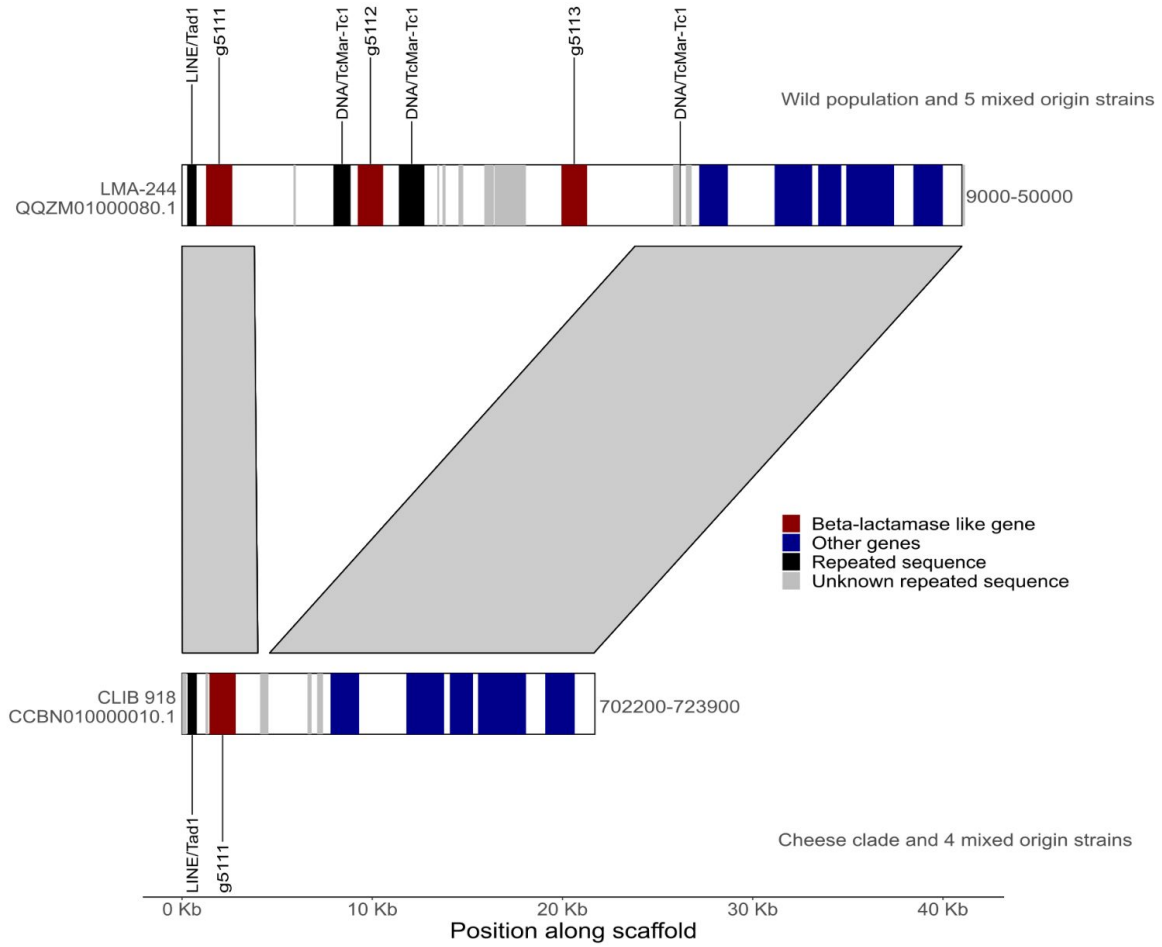 LINE/Tad1
g5111
DNA/TcMar-Tc1
g5112
DNA/TcMar-Tc1
g5113
DNA/TcMar-Tc1
Wild population and 5 mixed origin strains
LMA-244
QQZM01000080.1
9000-50000
Beta-lactamase like gene
Other genes
Repeated sequence
Unknown repeated sequence
CLIB 918
CCBN010000010.1
702200-723900
LINE/Tad1
g5111
Cheese clade and 4 mixed origin strains
0 Kb
10 Kb
20 Kb
30 Kb
40 Kb
Position along scaffold